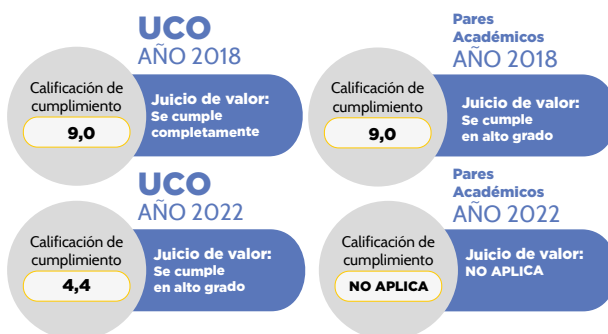 UCO
AÑO 2018
Calificación de
cumplimiento
9,0
Juicio de valor:
Se cumple
completamente
Pares
Académicos
AÑO 2018
Calificación de
cumplimiento
9,0
Juicio de valor:
Se cumple
en alto grado
UCO
AÑO 2022
Calificación de
cumplimiento
4,4
Juicio de valor:
Se cumple
en alto grado
Pares
Académicos
AÑO 2022
Calificación de
cumplimiento
NO APLICA
Juicio de valor:
NO APLICA